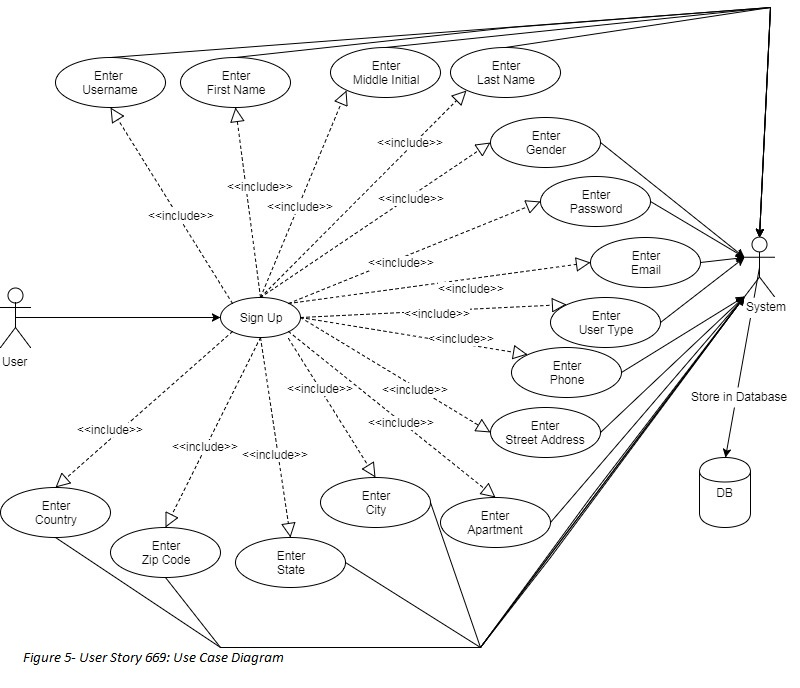 Enter
Username
Enter
First Name
Enter
Middle Initial
Enter
Last Name
<<include>>
Enter
Gender
<<include>>
<<include>>
<<include>>
<<include>>
Enter
Password
<<include>>
Enter
Email
<<include>>
User
Sign Up
<<include>>
Enter
User Type
System
<<include>>
Enter
Phone
<<include>>
<<include>>
Store in Database
<<include>>
<<include>>
Enter
Street Address
<<include>>
<<include>>
Enter
Country
Enter
Zip Code
Enter
State
Enter
City
Enter
Apartment
DB
Figure 5- User Story 669: Use Case Diagram